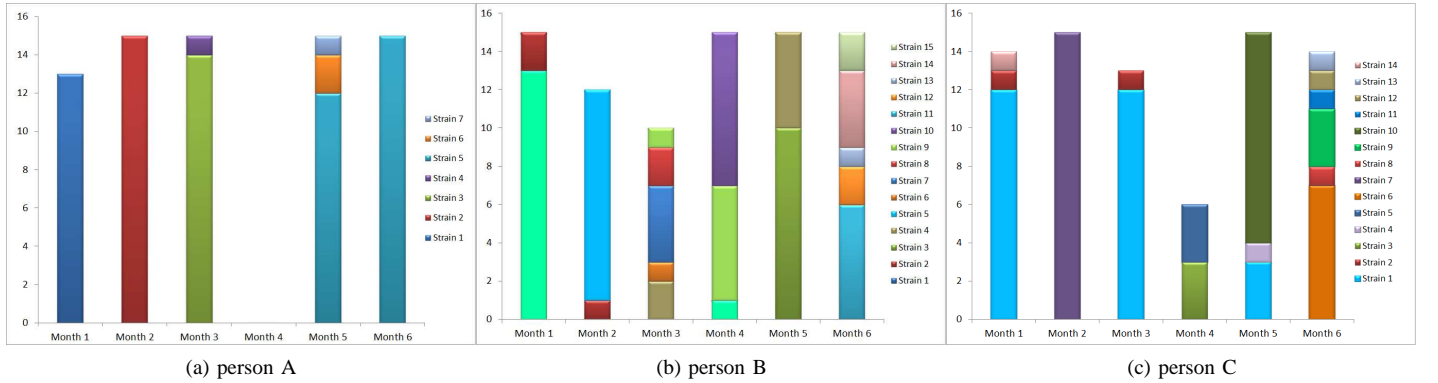 16
14
12
10
8
6
4
2
0
Month 1 Month 2 Month 3 Month 4 Month 5 Month 6
Strain 7
Strain 6
Strain 5
Strain 4
Strain 3
Strain 2
Strain 1
(a) person A
16
14
12
10
8
6
4
2
0
Month 1 Month 2 Month 3 Month 4 Month 5 Month 6
Strain 15
Strain 14
Strain 13
Strain 12
Strain 11
Strain 10
Strain 9
Strain 8
Strain 7
Strain 6
Strain 5
Strain 4
Strain 3
Strain 2
Strain 1
(b) person B
16
14
12
10
8
6
4
2
0
Month 1 Month 2 Month 3 Month 4 Month 5 Month 6
Strain 14
Strain 13
Strain 12
Strain 11
Strain 10
Strain 9
Strain 8
Strain 7
Strain 6
Strain 5
Strain 4
Strain 3
Strain 2
Strain 1
(c) person C